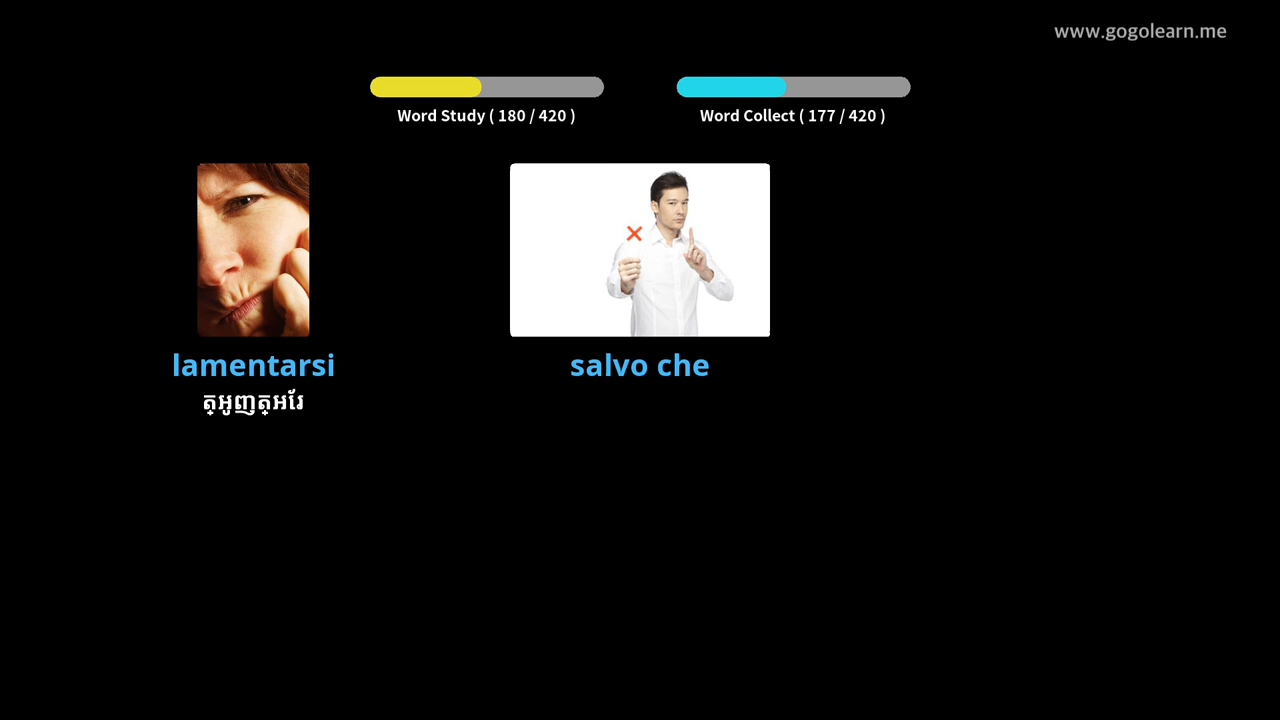 www.gogolearn.me
Word Study ( 180 / 420 )
Word Collect ( 177 / 420 )
lamentarsi
salvo che
ត្អូញត្អរែ